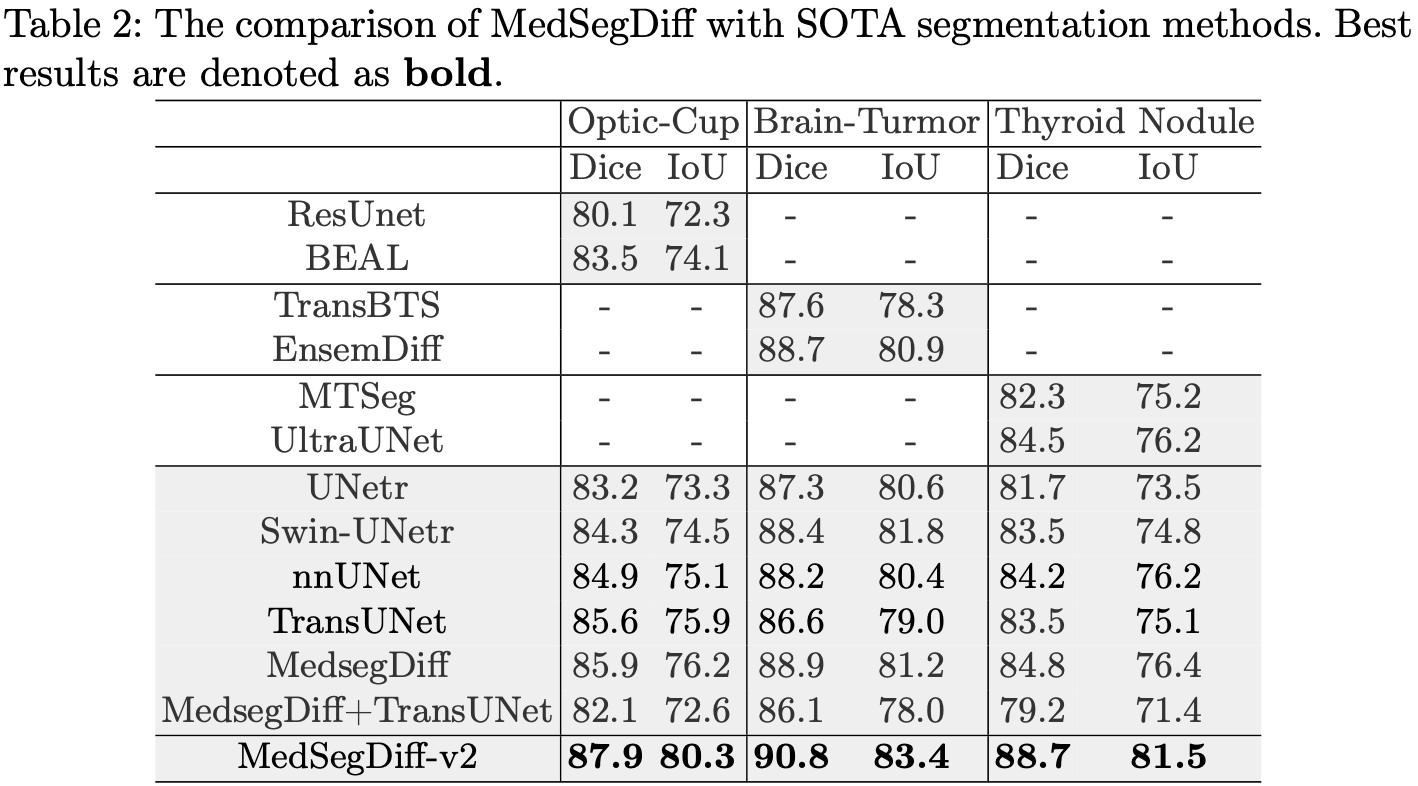 Table 2: The comparison of MedSegDiff with SOTA segmentation methods. Best
results are denoted as bold.
Optic-Cup Brain-Turmor Thyroid Nodule
Dice IoU Dice IoU Dice IoU
ResUnet 80.1 72.3 - - - -
BEAL 83.5 74.1 - - - -
TransBTS - - 87.6 78.3 - -
EnsemDiff - - 88.7 80.9 - -
MTSeg - - - - 82.3 75.2
UltraUNet - - - - 84.5 76.2
UNetr 83.2 73.3 87.3 80.6 81.7 73.5
Swin-UNetr 84.3 74.5 88.4 81.8 83.5 74.8
nnUNet 84.9 75.1 88.2 80.4 84.2 76.2
TransUNet 85.6 75.9 86.6 79.0 83.5 75.1
MedsegDiff 85.9 76.2 88.9 81.2 84.8 76.4
MedsegDiff+TransUNet 82.1 72.6 86.1 78.0 79.2 71.4
MedSegDiff-v2 87.9 80.3 90.8 83.4 88.7 81.5